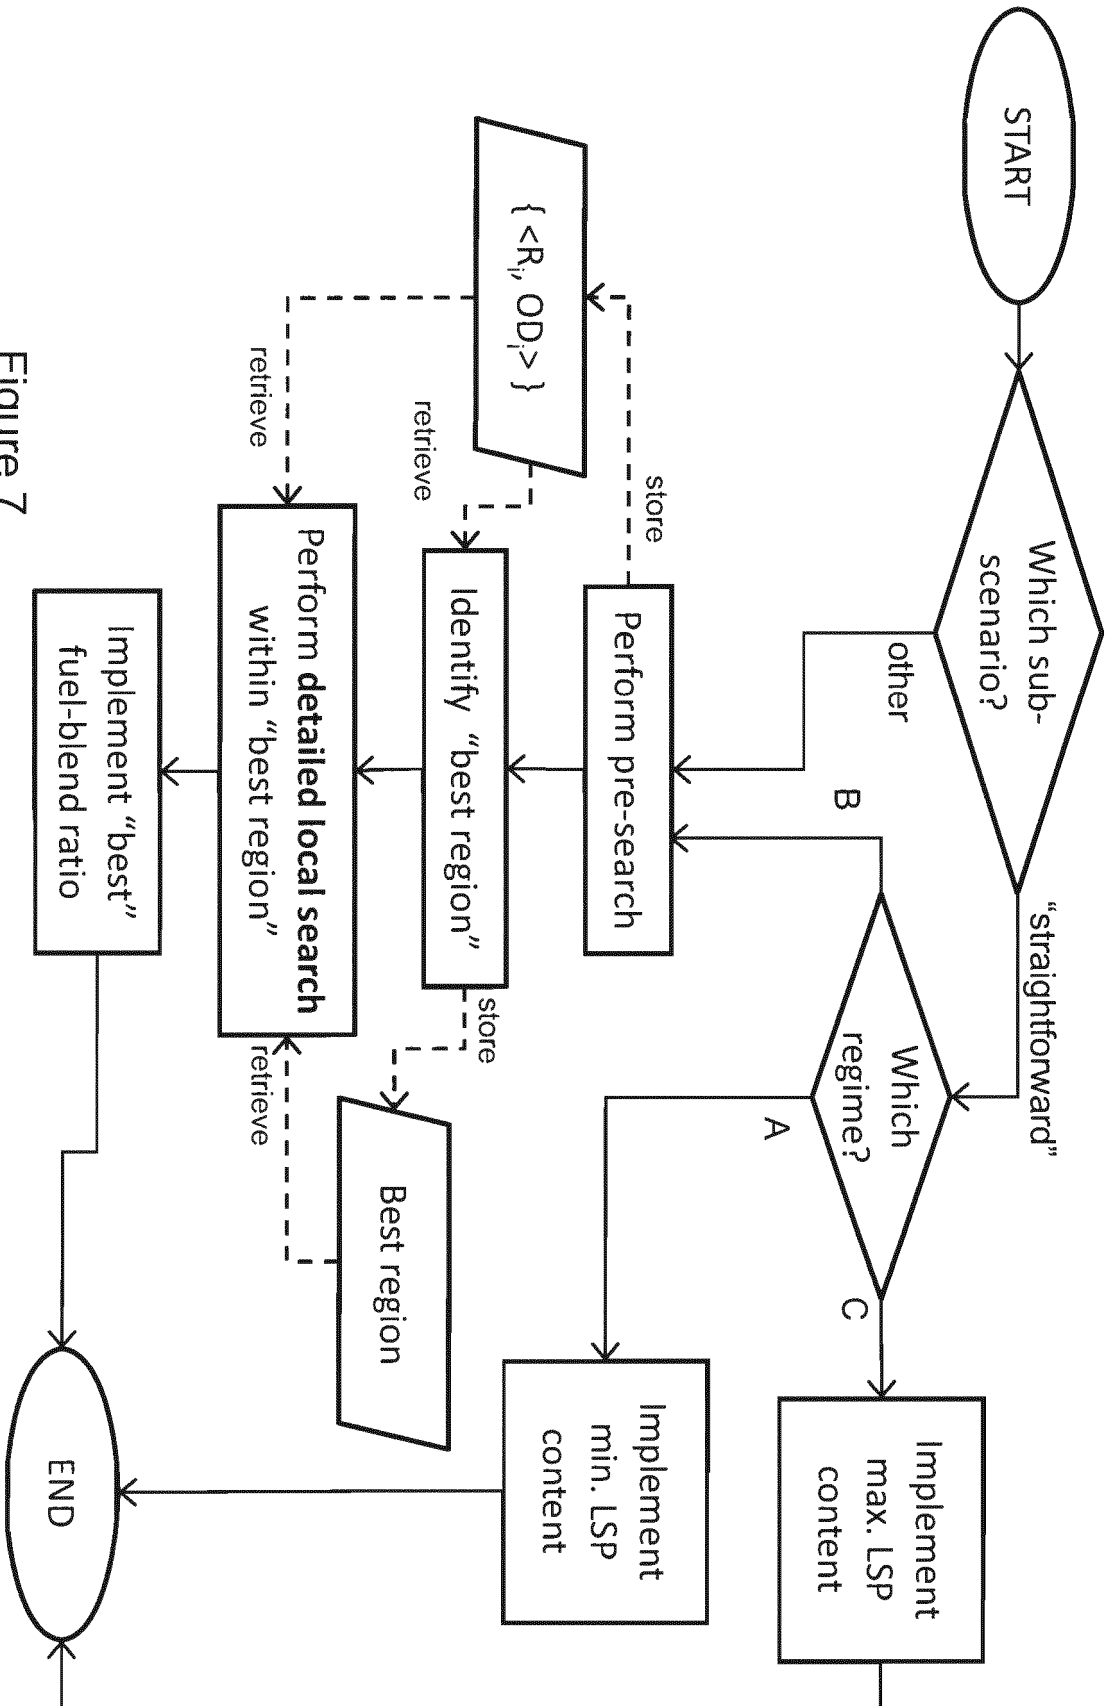 START
Which sub-
scenario?
"straightforward"
other
Which
regime?
B
A
C
Implement
max. LSP
content
Implement
min. LSP
content
store
Perform pre-search
{ <Ri, ODi> }
retrieve
Identify "best region"
store
Best region
retrieve
Perform detailed local search
within "best region"
retrieve
Implement "best"
fuel-blend ratio
END
Figure 7